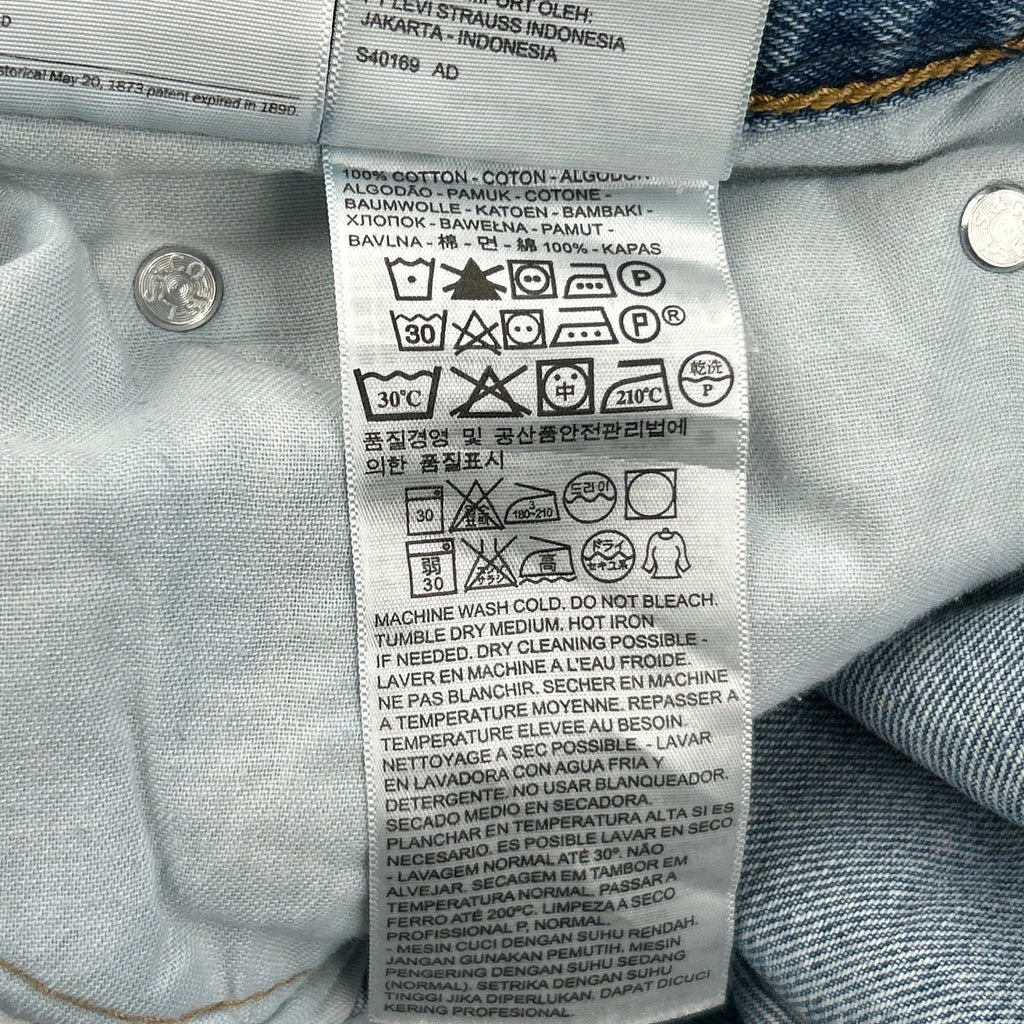 D
storical May 20, 1873 patent expired in 1890.
PT LEVI STRAUSS INDONESIA
JAKARTA - INDONESIA
S40169 AD
100% COTTON - COTON - ALGODON -
ALGODÃO - PAMUK - COTONE -
BAUMWOLLE - KATOEN - BAMBAKI -
ХЛОПОК - BAWEŁNA - PAMUT -
BAVLNA - 棉 - 면 - 綿 100% - KAPAS
P
30 P ®
30°C 中 210°C 乾洗 P
품질경영 및 공산품안전관리법에
의한 품질표시
30 3 180~210 드라이
弱 30 高 ドライ セキユ系
MACHINE WASH COLD. DO NOT BLEACH.
TUMBLE DRY MEDIUM. HOT IRON
IF NEEDED. DRY CLEANING POSSIBLE -
LAVER EN MACHINE A L'EAU FROIDE.
NE PAS BLANCHIR. SECHER EN MACHINE
A TEMPERATURE MOYENNE. REPASSER A
TEMPERATURE ELEVEE AU BESOIN.
NETTOYAGE A SEC POSSIBLE. - LAVAR
EN LAVADORA CON AGUA FRIA Y
DETERGENTE. NO USAR BLANQUEADOR.
SECADO MEDIO EN SECADORA.
PLANCHAR EN TEMPERATURA ALTA SI ES
NECESARIO. ES POSIBLE LAVAR EN SECO
- LAVAGEM NORMAL ATÉ 30º. NÃO
ALVEJAR. SECAGEM EM TAMBOR EM
TEMPERATURA NORMAL. PASSAR A
FERRO ATÉ 200ºC. LIMPEZA A SECO
PROFISSIONAL P, NORMAL.
- MESIN CUCI DENGAN SUHU RENDAH.
JANGAN GUNAKAN PEMUTIH. MESIN
PENGERING DENGAN SUHU SEDANG
(NORMAL). SETRIKA DENGAN SUHU
TINGGI JIKA DIPERLUKAN. DAPAT DICUCI
KERING PROFESIONAL.